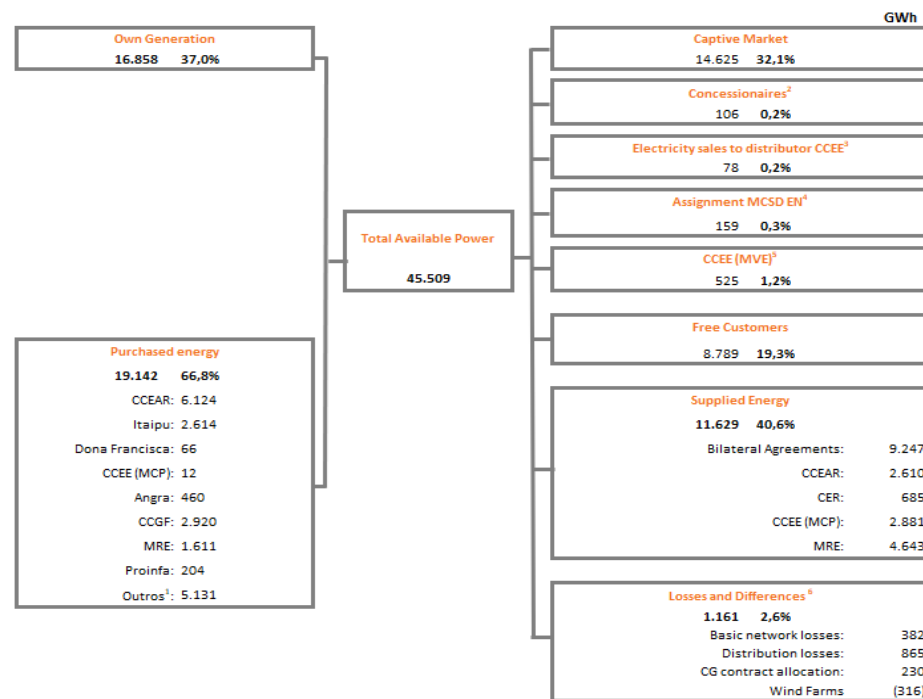 GWh
Own Generation
16.858 37,0%
Purchased energy
19.142 66,8%
CCEAR: 6.124
Itaipu: 2.614
Dona Francisca: 66
CCEE (MCP): 12
Angra: 460
CCGF: 2.920
MRE: 1.611
Proinfa: 204
Outros¹: 5.131
Total Available Power
45.509
Captive Market
14.625 32,1%
Concessionaires²
106 0,2%
Electricity sales to distributor CCEE³
78 0,2%
Assignment MCSD EN⁴
159 0,3%
CCEE (MVE)⁵
525 1,2%
Free Customers
8.789 19,3%
Supplied Energy
11.629 40,6%
Bilateral Agreements: 9.247
CCEAR: 2.610
CER: 685
CCEE (MCP): 2.881
MRE: 4.643
Losses and Differences ⁶
1.161 2,6%
Basic network losses: 382
Distribution losses: 865
CG contract allocation: 230
Wind Farms (316)